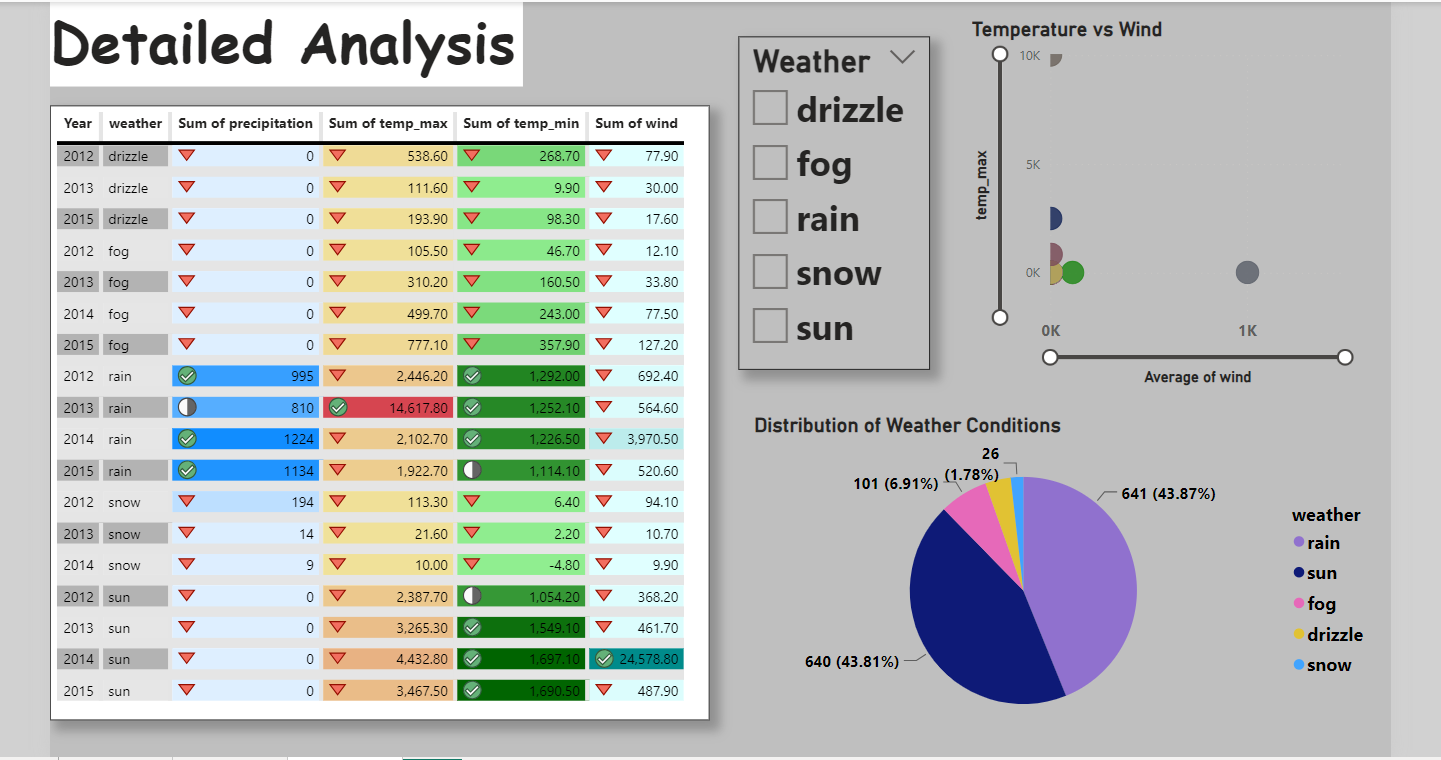 Detailed Analysis
Year weather Sum of precipitation Sum of temp_max Sum of temp_min Sum of wind
2012 drizzle 0 538.60 268.70 77.90
2013 drizzle 0 111.60 9.90 30.00
2015 drizzle 0 193.90 98.30 17.60
2012 fog 0 105.50 46.70 12.10
2013 fog 0 310.20 160.50 33.80
2014 fog 0 499.70 243.00 77.50
2015 fog 0 777.10 357.90 127.20
2012 rain 995 2,446.20 1,292.00 692.40
2013 rain 810 14,617.80 1,252.10 564.60
2014 rain 1224 2,102.70 1,226.50 3,970.50
2015 rain 1134 1,922.70 1,114.10 520.60
2012 snow 194 113.30 6.40 94.10
2013 snow 14 21.60 2.20 10.70
2014 snow 9 10.00 -4.80 9.90
2012 sun 0 2,387.70 1,054.20 368.20
2013 sun 0 3,265.30 1,549.10 461.70
2014 sun 0 4,432.80 1,697.10 24,578.80
2015 sun 0 3,467.50 1,690.50 487.90
Weather
drizzle
fog
rain
snow
sun
Temperature vs Wind
10K
5K
0K
temp_max
0K 1K
Average of wind
Distribution of Weather Conditions
26
(1.78%)
101 (6.91%)
641 (43.87%)
640 (43.81%)
weather
rain
sun
fog
drizzle
snow